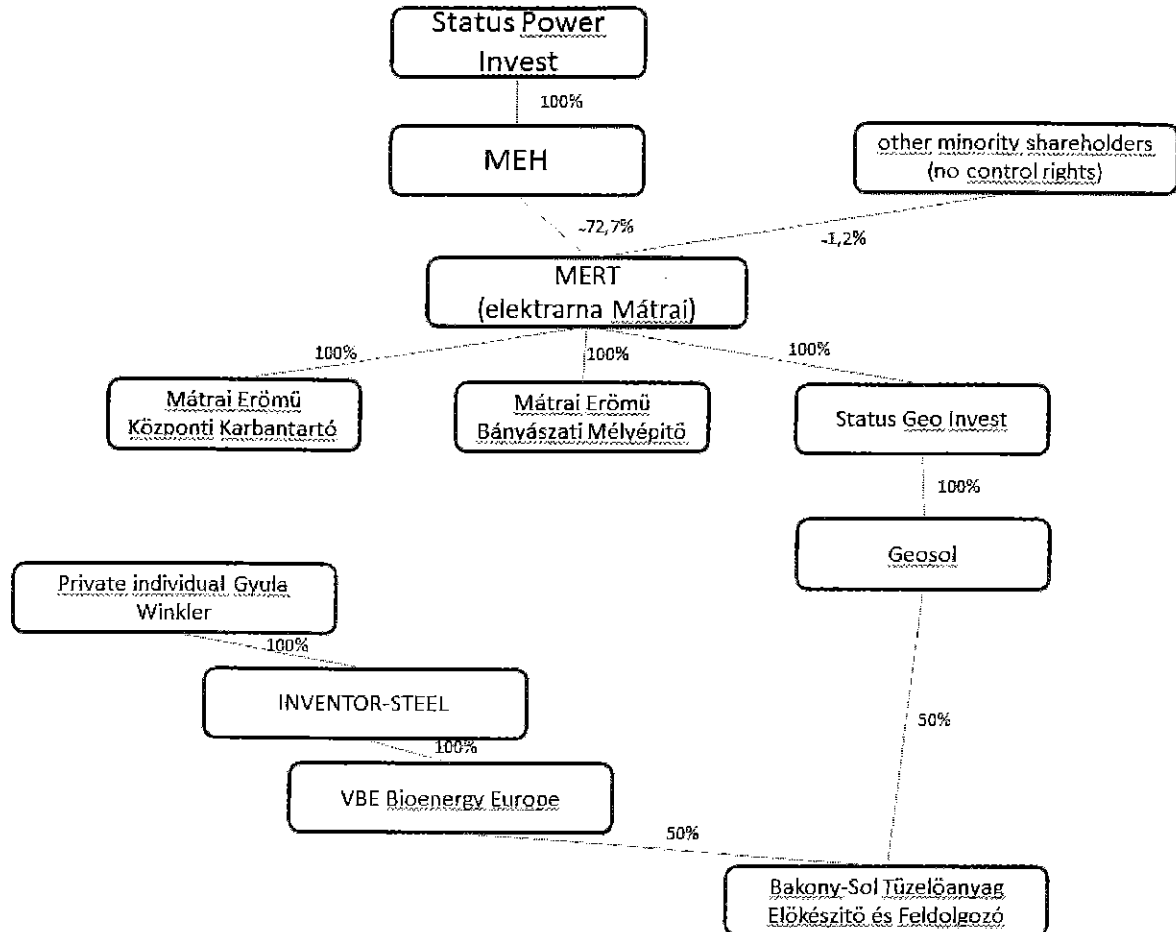 Status Power
Invest
100%
MEH
other minority shareholders
(no control rights)
~72,7%
~1,2%
MERT
(elektrarna Mátrai)
100%
100%
100%
Mátrai Erömü
Központi Karbantartó
Mátrai Erömü
Bányászati Mélyépitö
Status Geo Invest
100%
Geosol
Private individual Gyula
Winkler
100%
INVENTOR-STEEL
50%
100%
VBE Bioenergy Europe
50%
Bakony-Sol Tüzelöanyag
Elökészitö és Feldolgozó